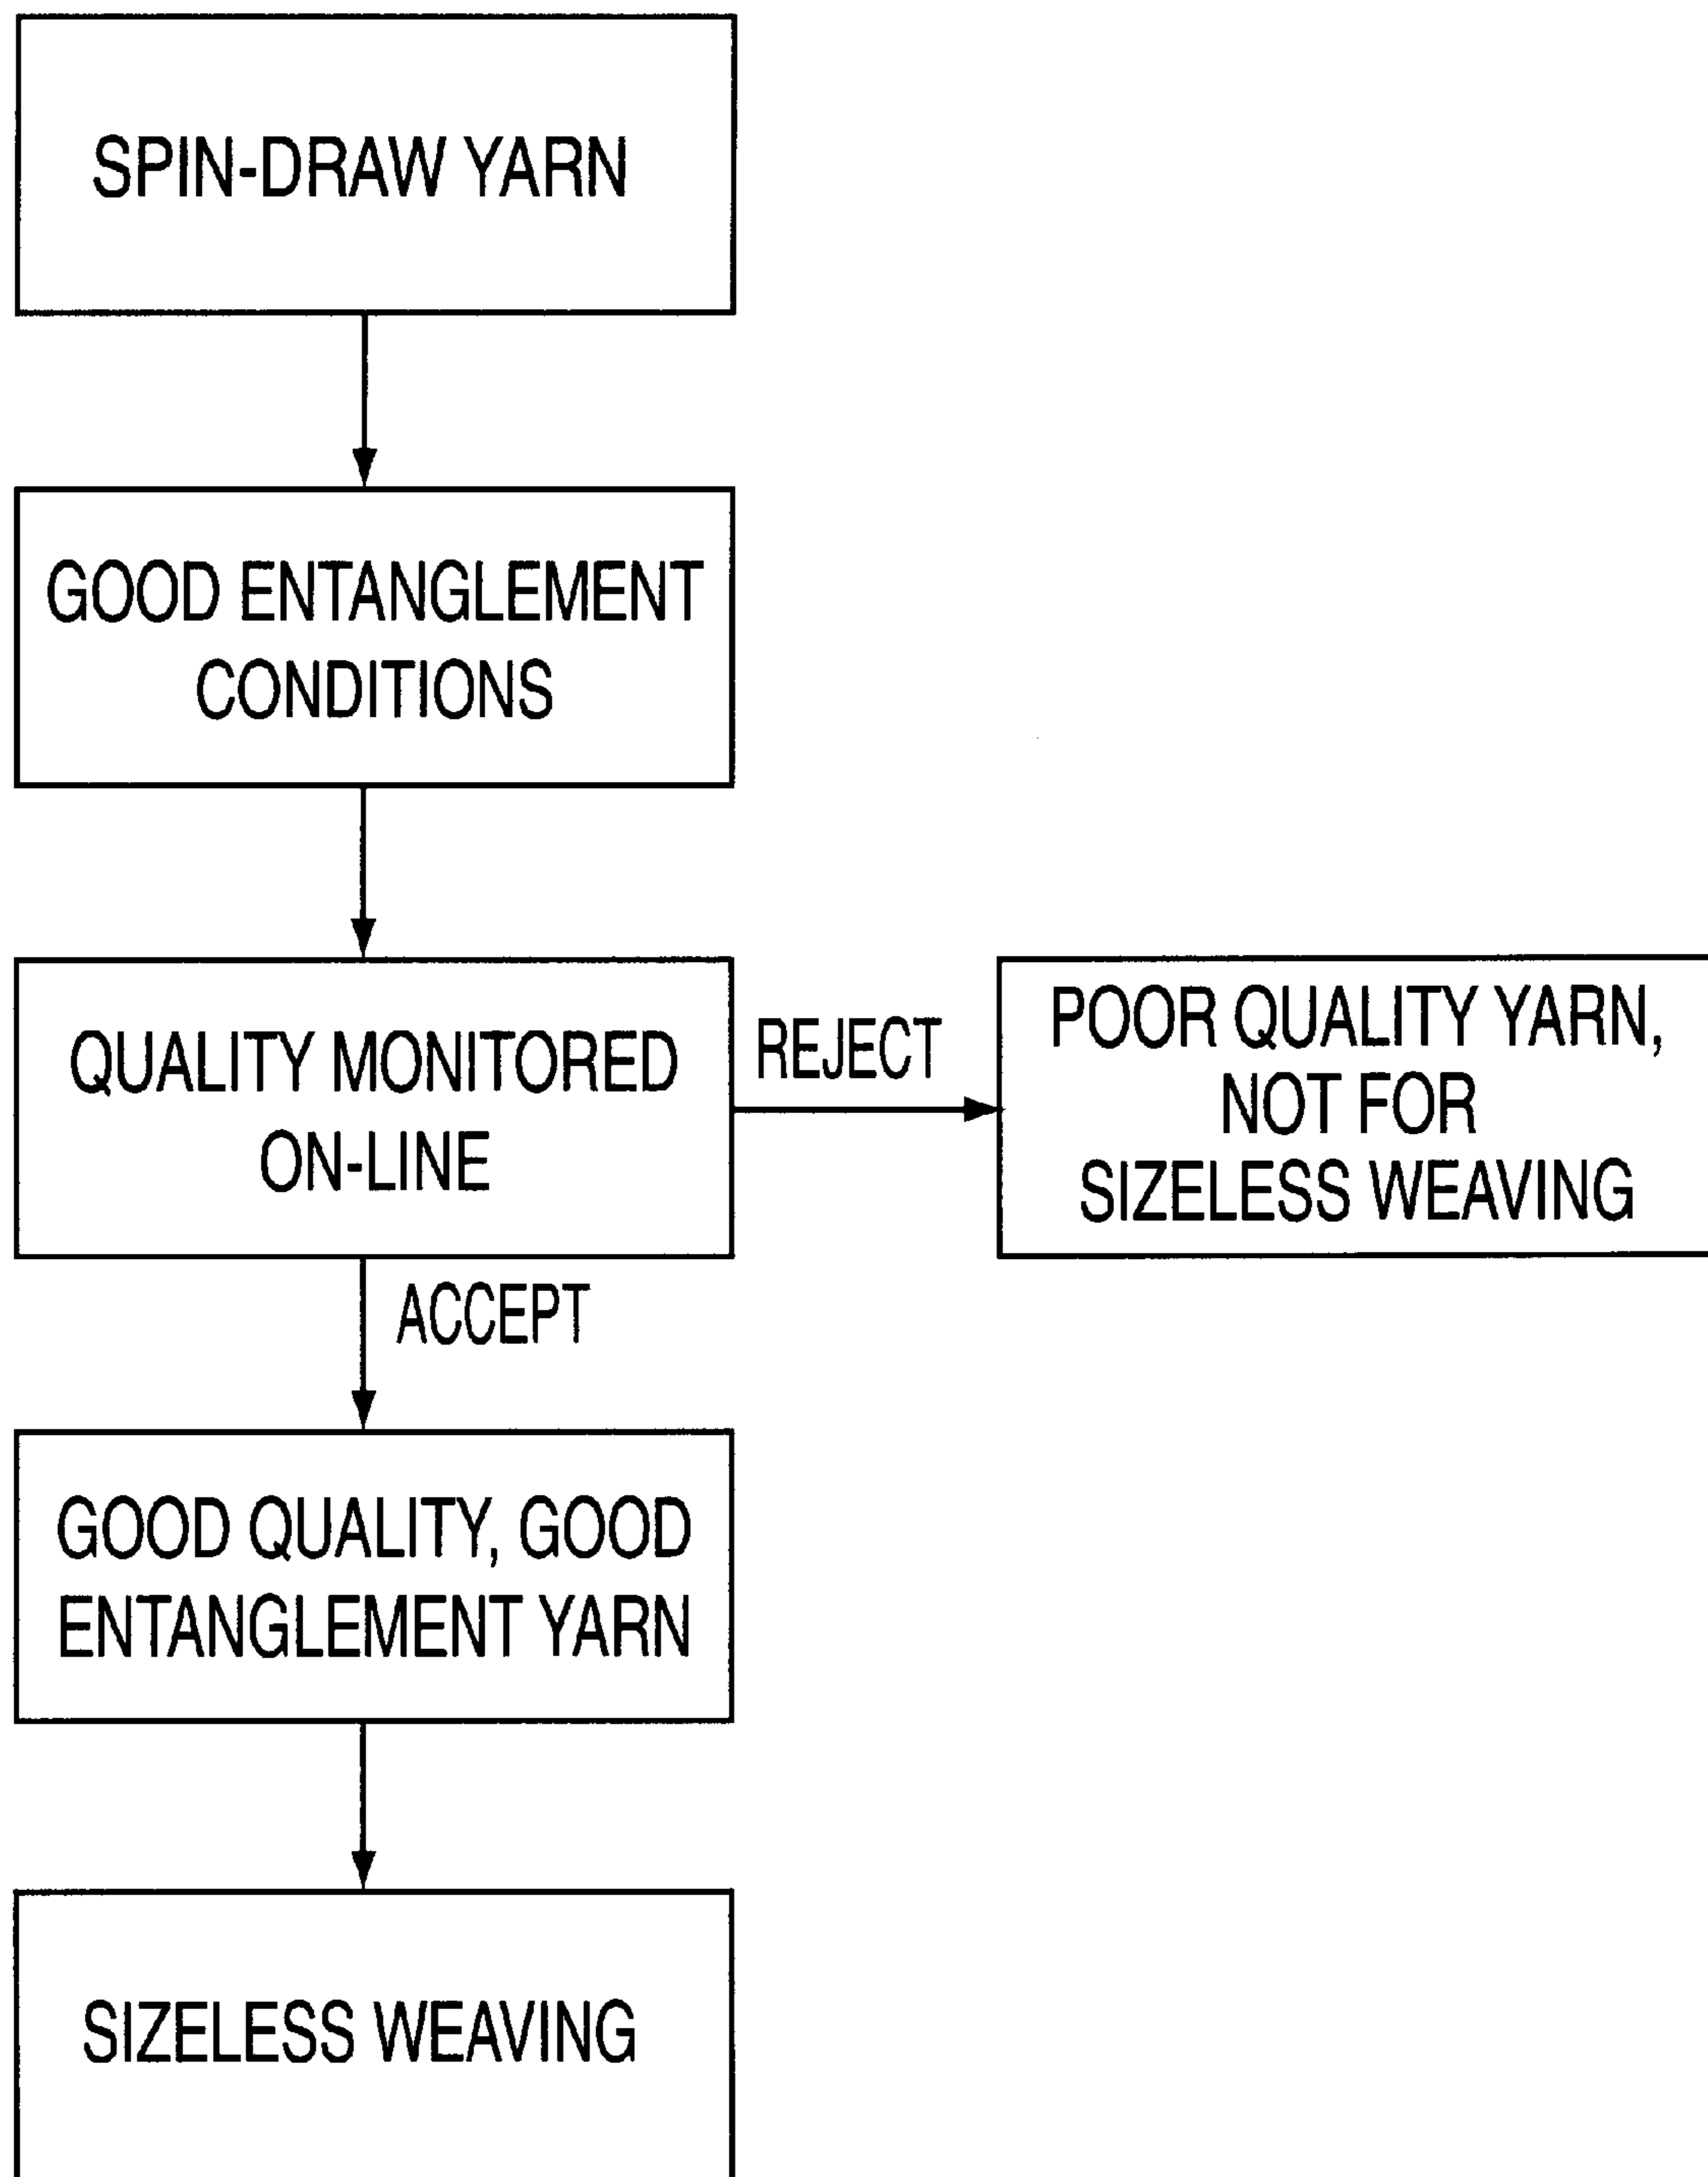 SPIN-DRAW YARN
GOOD ENTANGLEMENT
CONDITIONS
QUALITY MONITORED
ON-LINE
REJECT
POOR QUALITY YARN,
NOT FOR
SIZELESS WEAVING
ACCEPT
GOOD QUALITY, GOOD
ENTANGLEMENT YARN
SIZELESS WEAVING